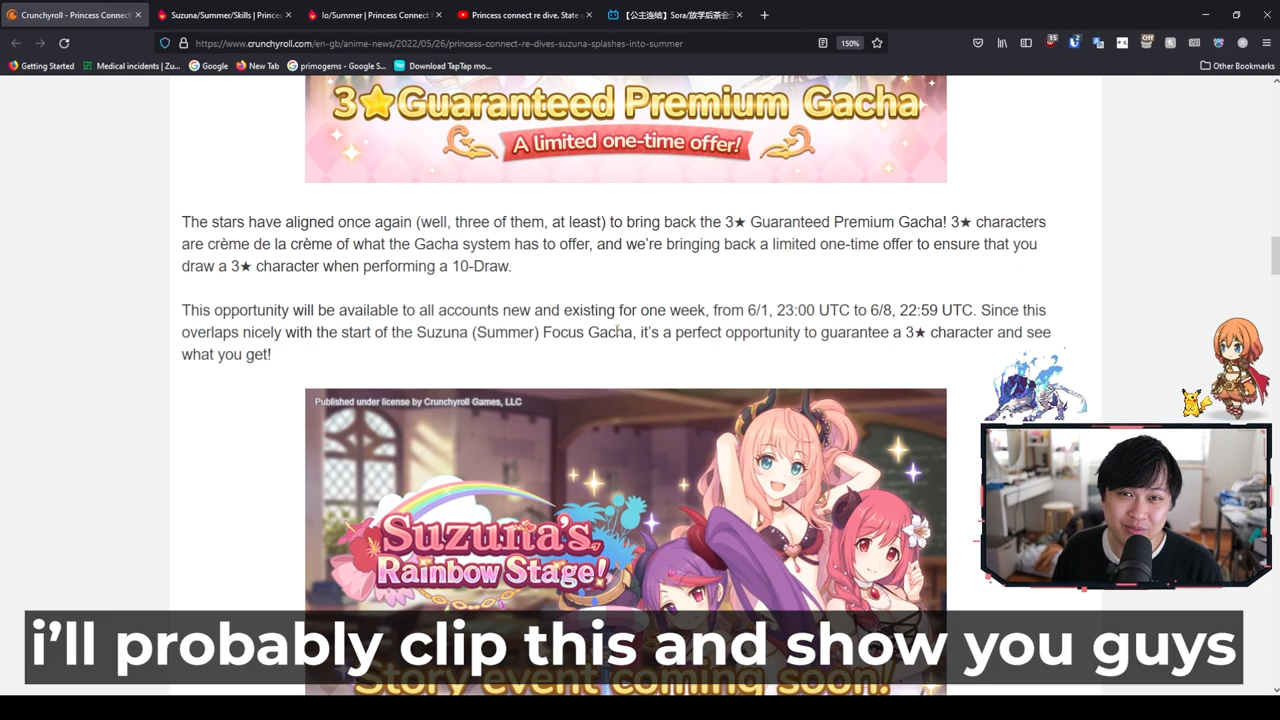 Crunchyroll - Princess Connect
Suzuna/Summer/Skills | Prince
Io/Summer | Princess Connect
Princess connect re dive. State
【公主连结】Sora/放学后茶会
https://www.crunchyroll.com/en-gb/anime-news/2022/05/26/princess-connect-re-dives-suzuna-splashes-into-summer
150%
15
2
Off
Getting Started
Medical incidents | Zu...
Google
New Tab
primogems - Google S...
Download TapTap mo...
Other Bookmarks
3★Guaranteed Premium Gacha
A limited one-time offer!
The stars have aligned once again (well, three of them, at least) to bring back the 3★ Guaranteed Premium Gacha! 3★ characters
are crème de la crème of what the Gacha system has to offer, and we're bringing back a limited one-time offer to ensure that you
draw a 3★ character when performing a 10-Draw.
This opportunity will be available to all accounts new and existing for one week, from 6/1, 23:00 UTC to 6/8, 22:59 UTC. Since this
overlaps nicely with the start of the Suzuna (Summer) Focus Gacha, it's a perfect opportunity to guarantee a 3★ character and see
what you get!
Published under license by Crunchyroll Games, LLC
Suzuna's
Rainbow Stage!
i'll probably clip this and show you guys
Story event coming soon!